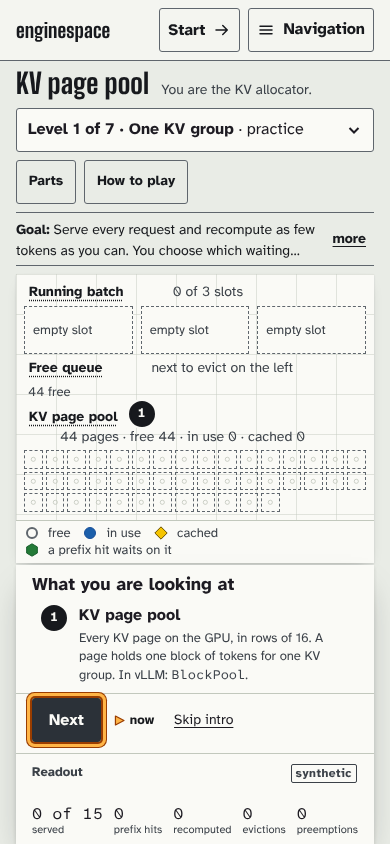 enginespace
Start →
Navigation
KV page pool You are the KV allocator.
Level 1 of 7 · One KV group · practice
Parts
How to play
Goal: Serve every request and recompute as few
tokens as you can. You choose which waiting…
more
Running batch 0 of 3 slots
empty slot empty slot empty slot
Free queue next to evict on the left
44 free
KV page pool 1
44 pages · free 44 · in use 0 · cached 0
free in use cached
a prefix hit waits on it
What you are looking at
1 KV page pool
Every KV page on the GPU, in rows of 16. A
page holds one block of tokens for one KV
group. In vLLM: BlockPool.
Next now Skip intro
Readout synthetic
0 of 15 0 0 0 0
served prefix hits recomputed evictions preemptions